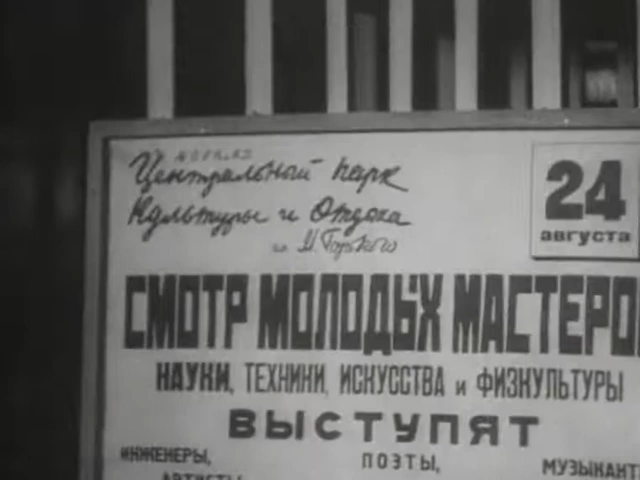 Центральный парк
Культуры и Отдыха
им. М. Горького
24
августа
СМОТР МОЛОДЫХ МАСТЕРО
НАУКИ, ТЕХНИКИ, ИСКУССТВА и ФИЗКУЛЬТУРЫ
ВЫСТУПЯТ
ИНЖЕНЕРЫ, ПОЭТЫ, МУЗЫКАНТ
АРТИСТЫ